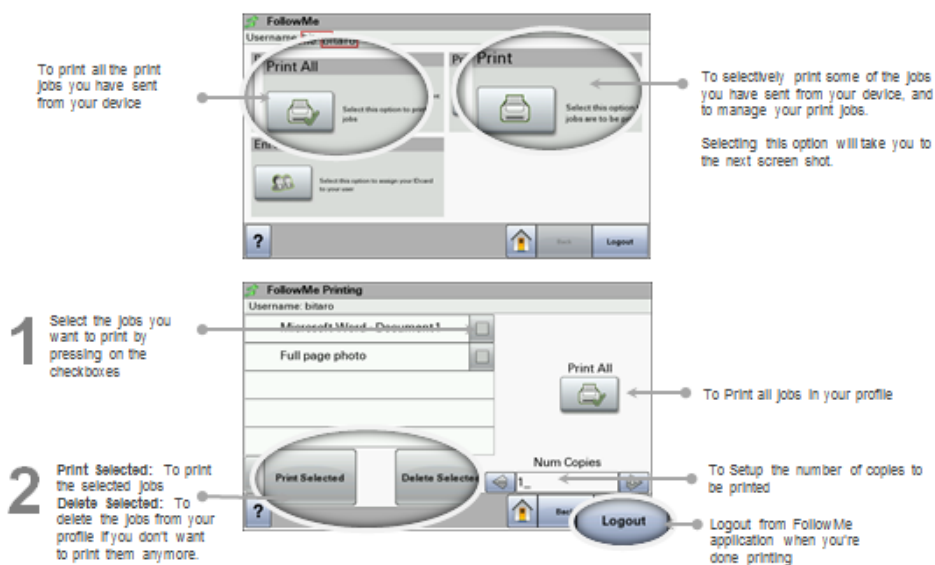 FollowMe
Username: bitaro
Print All
Select this option to print
jobs
Print
Select this option
jobs are to be
Select this option to assign your IDcard
to your user
?
Back
Logout
To print all the print
jobs you have sent
from your device
To selectively print some of the jobs
you have sent from your device, and
to manage your print jobs.
Selecting this option will take you to
the next screen shot.
FollowMe Printing
Username: bitaro
Microsoft Word - Document1
Full page photo
Print All
Num Copies
1_
Print Selected
Delete Selected
?
Back
Logout
1
Select the jobs you
want to print by
pressing on the
checkboxes
2
Print Selected: To print
the selected jobs
Delete Selected: To
delete the jobs from your
profile if you don't want
to print them anymore.
To Print all jobs in your profile
To Setup the number of copies to
be printed
Logout from FollowMe
application when you're
done printing